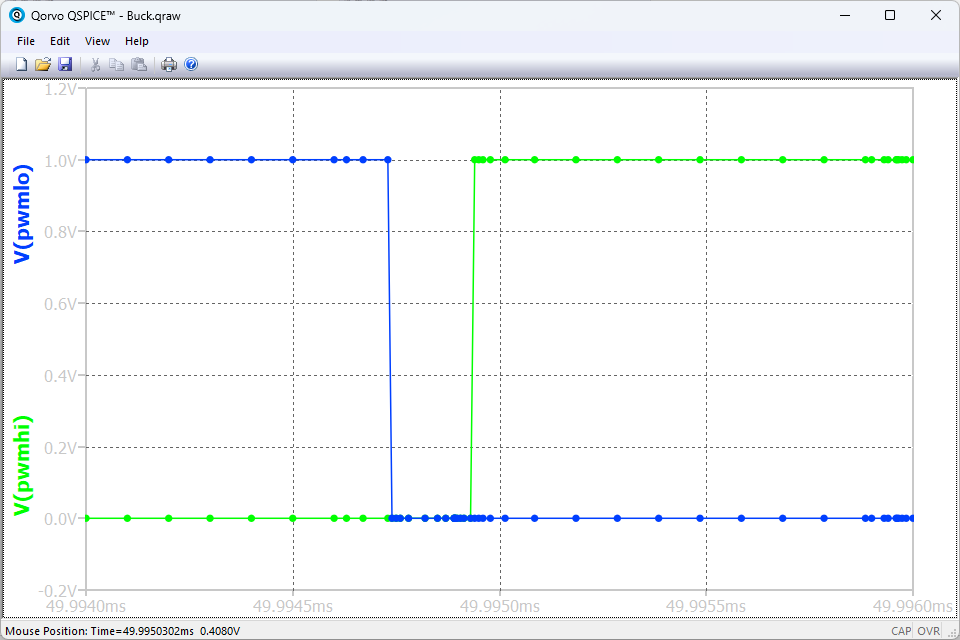 Qorvo QSPICE™ - Buck.qraw
File Edit View Help
1.2V
1.0V
0.8V
0.6V
0.4V
0.2V
0.0V
-0.2V
V(pwmlo)
V(pwmhi)
49.9940ms 49.9945ms 49.9950ms 49.9955ms 49.9960ms
Mouse Position: Time=49.9950302ms 0.4080V CAP OVR